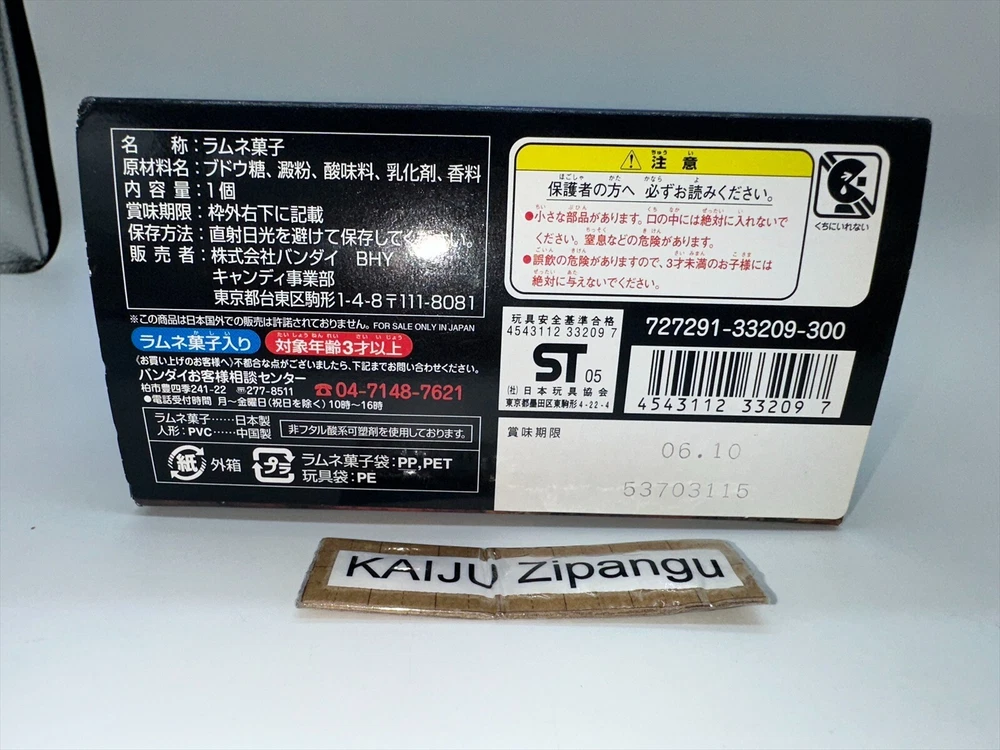 名 称:ラムネ菓子
原材料名:ブドウ糖、澱粉、酸味料、乳化剤、香料
内容量:1個
賞味期限:枠外右下に記載
保存方法:直射日光を避けて保存してください。
販売者:株式会社バンダイ BHY
キャンディ事業部
東京都台東区駒形1-4-8〒111-8081
※この商品は日本国外での販売は許諾されておりません。 FOR SALE ONLY IN JAPAN
ラムネ菓子入り
対象年齢3才以上
《お買い上げのお客様へ》不都合な点がございましたら、下記までお問い合わせください。
バンダイお客様相談センター
柏市豊四季241-22 〒277-8511
☎04-7148-7621
●電話受付時間 月〜金曜日(祝日を除く)10時〜16時
ラムネ菓子……日本製
人形:PVC……中国製
非フタル酸系可塑剤を使用しております。
紙 外箱
プラ
ラムネ菓子袋:PP,PET
玩具袋:PE
注意
保護者の方へ 必ずお読みください。
●小さな部品があります。口の中には絶対に入れないで
ください。窒息などの危険があります。
●誤飲の危険がありますので、3才未満のお子様には
絶対に与えないでください。
くちにいれない
玩具安全基準合格
4543112 33209 7
ST 05
(社)日本玩具協会
東京都墨田区東駒形4-22-4
727291-33209-300
4543112 33209 7
賞味期限
06.10
53703115
KAIJU Zipangu